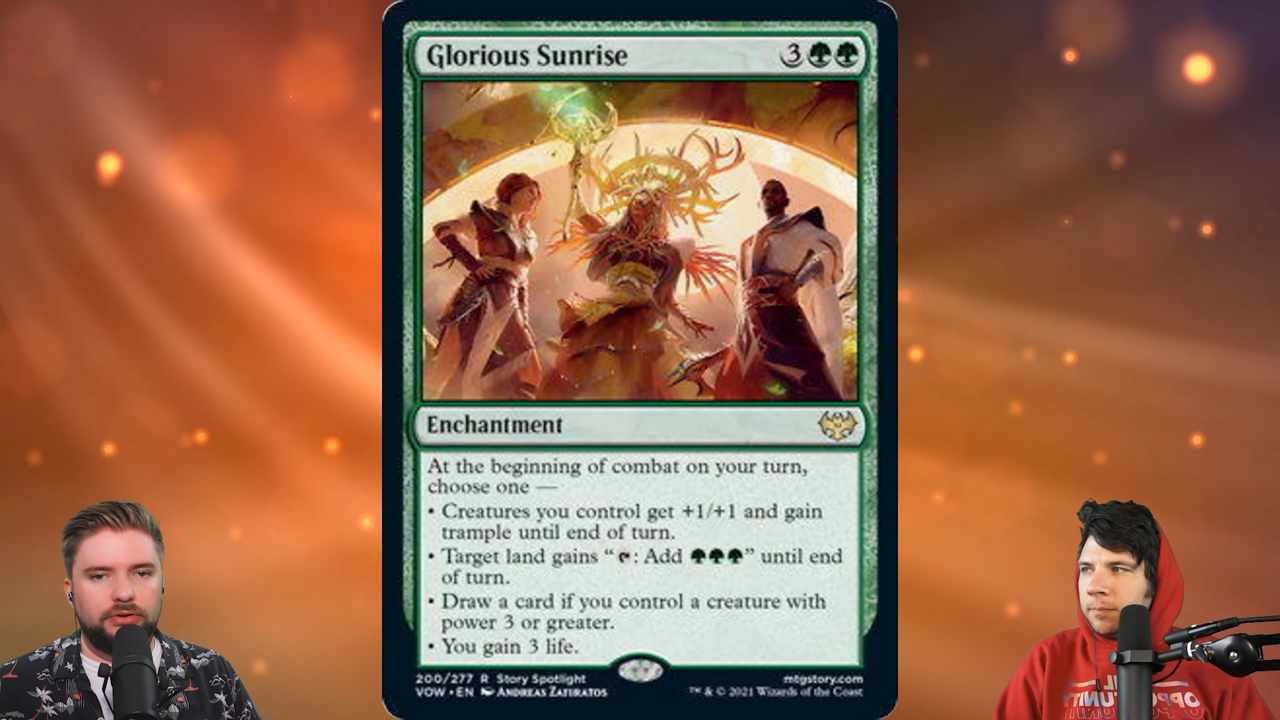 Glorious Sunrise 3
Enchantment
At the beginning of combat on your turn,
choose one —
• Creatures you control get +1/+1 and gain
trample until end of turn.
• Target land gains “: Add ” until end
of turn.
• Draw a card if you control a creature with
power 3 or greater.
• You gain 3 life.
200/277 R Story Spotlight mtgstory.com
VOW • EN Andreas Zafiratos ™ & © 2021 Wizards of the Coast